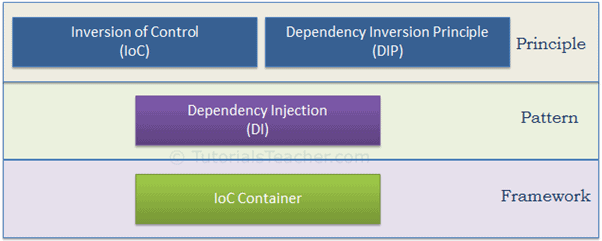 Inversion of Control
(IoC)
Dependency Inversion Principle
(DIP)
Principle
Dependency Injection
(DI)
Pattern
© TutorialsTeacher.com
IoC Container
Framework